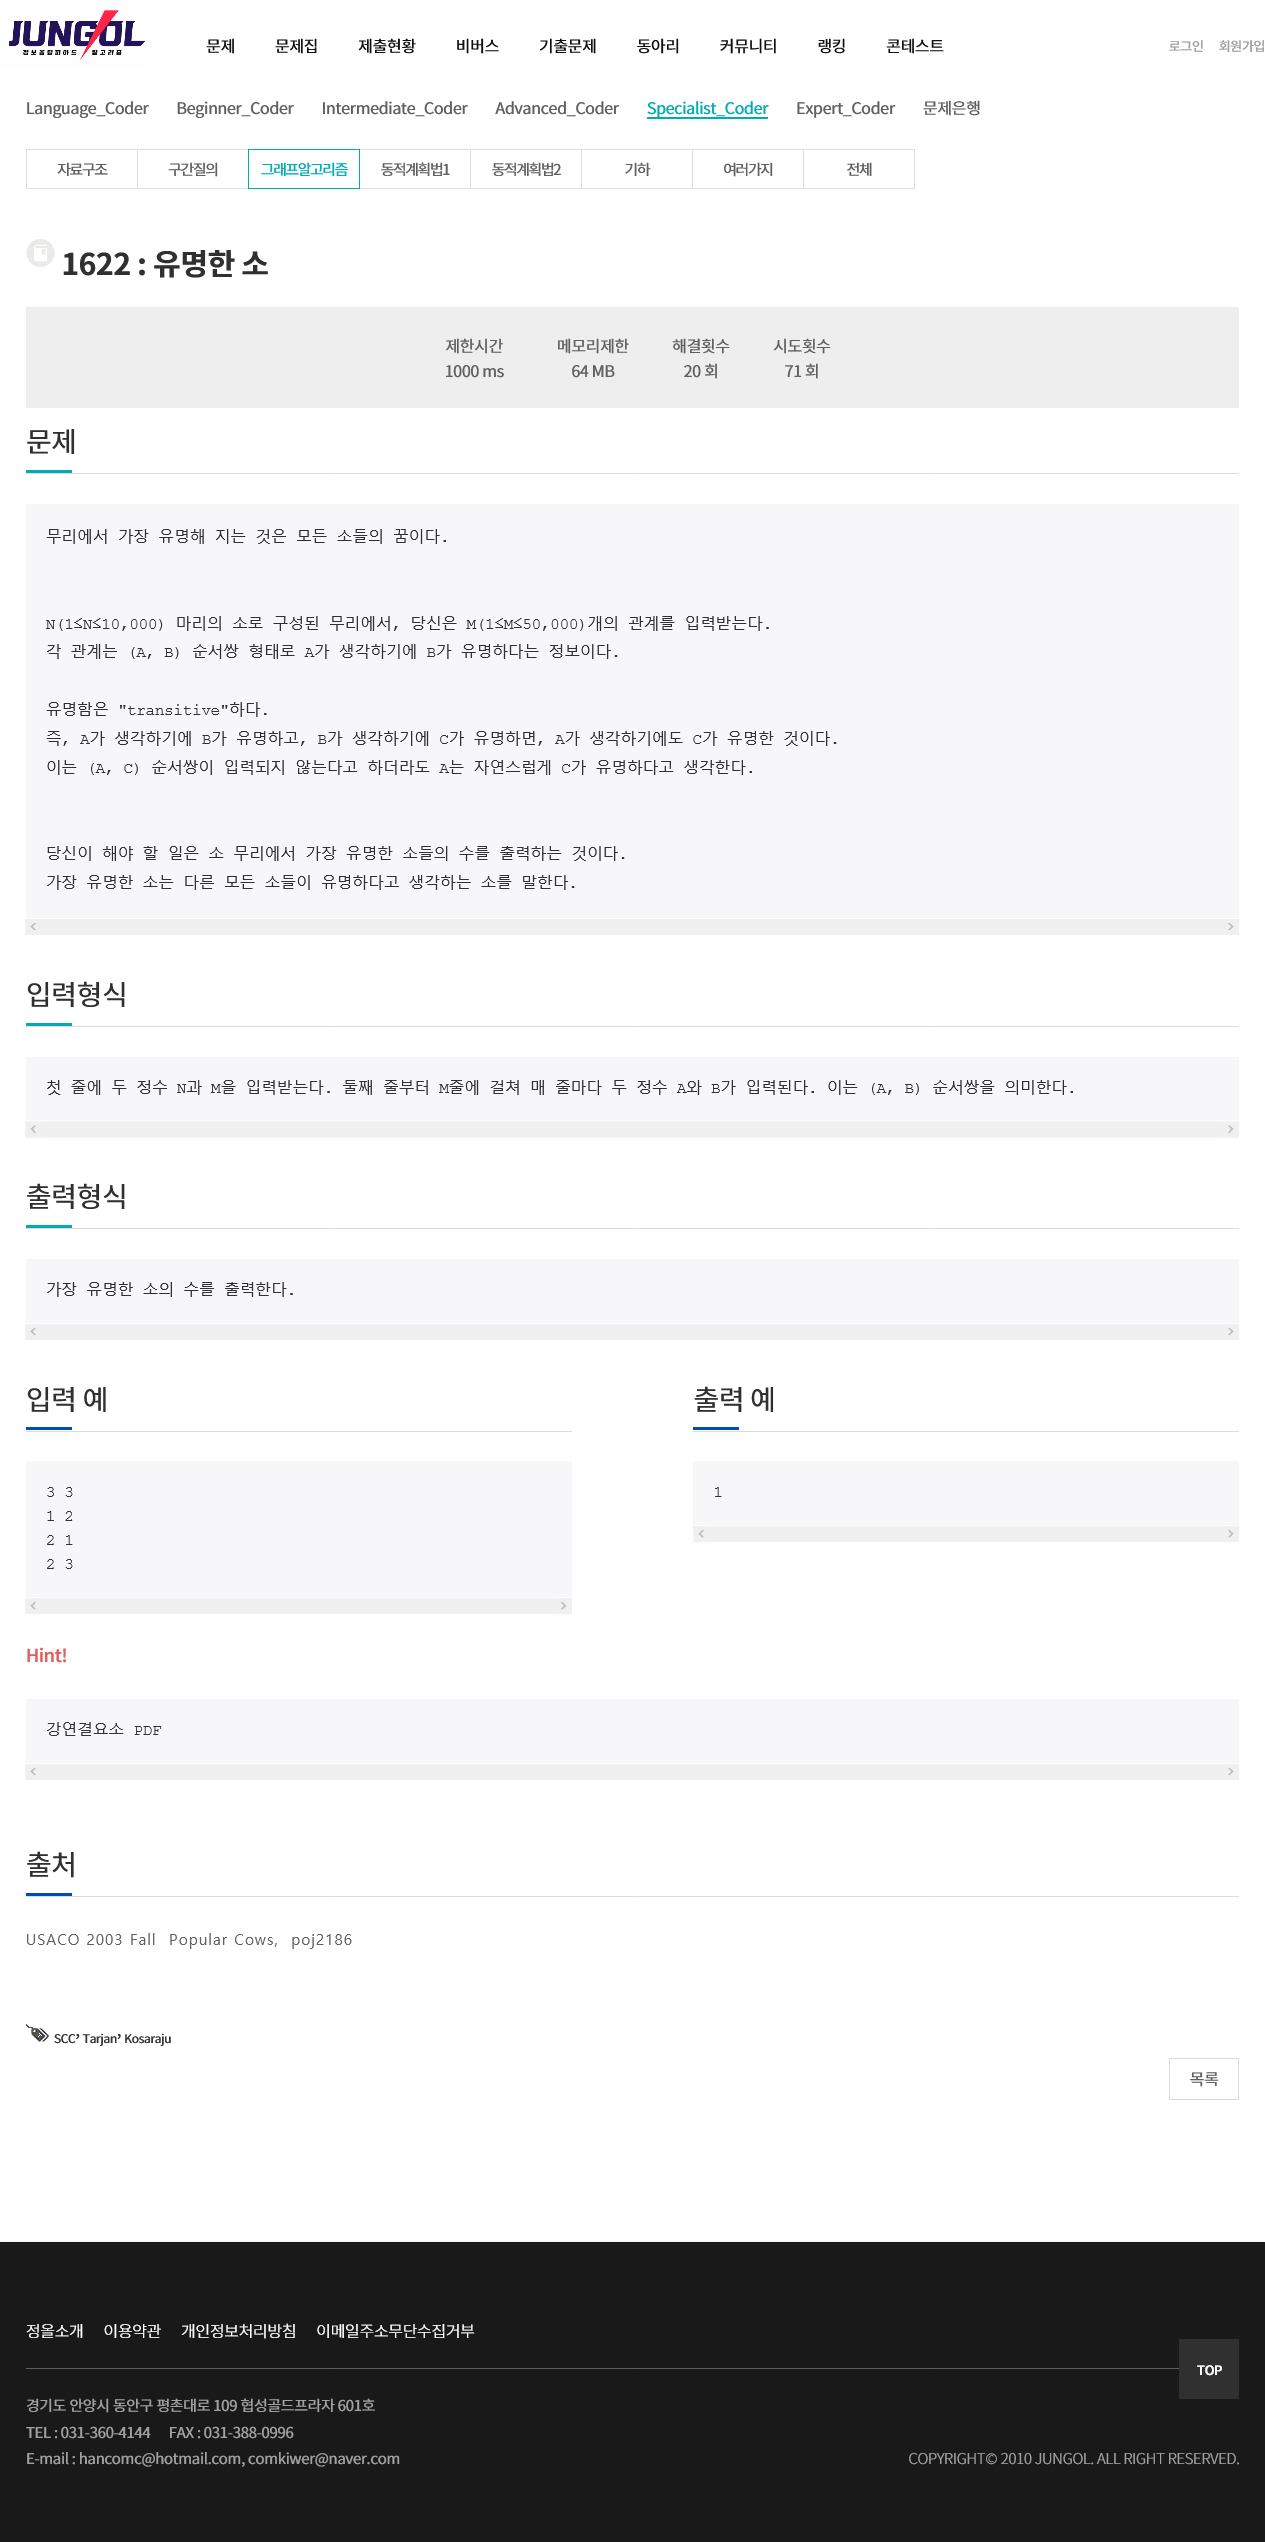 JUNGOL
정보올림피아드 알고리즘
문제 문제집 제출현황 비버스 기출문제 동아리 커뮤니티 랭킹 콘테스트 로그인 회원가입
Language_Coder Beginner_Coder Intermediate_Coder Advanced_Coder Specialist_Coder Expert_Coder 문제은행
자료구조 구간질의 그래프알고리즘 동적계획법1 동적계획법2 기하 여러가지 전체
1622 : 유명한 소
제한시간 메모리제한 해결횟수 시도횟수
1000 ms 64 MB 20 회 71 회
문제
무리에서 가장 유명해 지는 것은 모든 소들의 꿈이다.
N(1≤N≤10,000) 마리의 소로 구성된 무리에서, 당신은 M(1≤M≤50,000)개의 관계를 입력받는다.
각 관계는 (A, B) 순서쌍 형태로 A가 생각하기에 B가 유명하다는 정보이다.
유명함은 "transitive"하다.
즉, A가 생각하기에 B가 유명하고, B가 생각하기에 C가 유명하면, A가 생각하기에도 C가 유명한 것이다.
이는 (A, C) 순서쌍이 입력되지 않는다고 하더라도 A는 자연스럽게 C가 유명하다고 생각한다.
당신이 해야 할 일은 소 무리에서 가장 유명한 소들의 수를 출력하는 것이다.
가장 유명한 소는 다른 모든 소들이 유명하다고 생각하는 소를 말한다.
입력형식
첫 줄에 두 정수 N과 M을 입력받는다. 둘째 줄부터 M줄에 걸쳐 매 줄마다 두 정수 A와 B가 입력된다. 이는 (A, B) 순서쌍을 의미한다.
출력형식
가장 유명한 소의 수를 출력한다.
입력 예
3 3
1 2
2 1
2 3
출력 예
1
Hint!
강연결요소 PDF
출처
USACO 2003 Fall  Popular Cows,  poj2186
SCC’ Tarjan’ Kosaraju
목록
정올소개 이용약관 개인정보처리방침 이메일주소무단수집거부
TOP
경기도 안양시 동안구 평촌대로 109 협성골드프라자 601호
TEL : 031-360-4144 FAX : 031-388-0996
E-mail : hancomc@hotmail.com, comkiwer@naver.com
COPYRIGHT© 2010 JUNGOL. ALL RIGHT RESERVED.